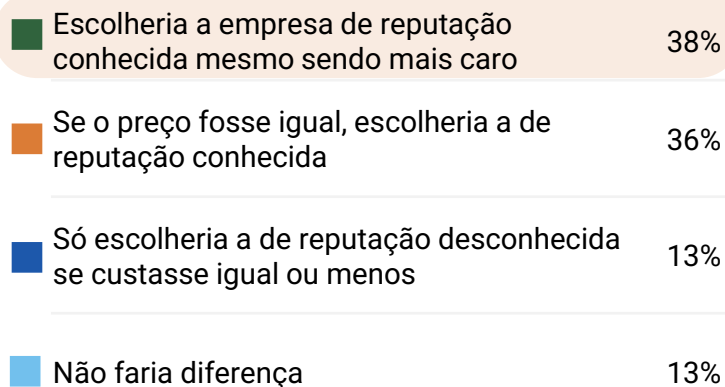 Escolheria a empresa de reputação
conhecida mesmo sendo mais caro
38%
Se o preço fosse igual, escolheria a de
reputação conhecida
36%
Só escolheria a de reputação desconhecida
se custasse igual ou menos
13%
Não faria diferença
13%